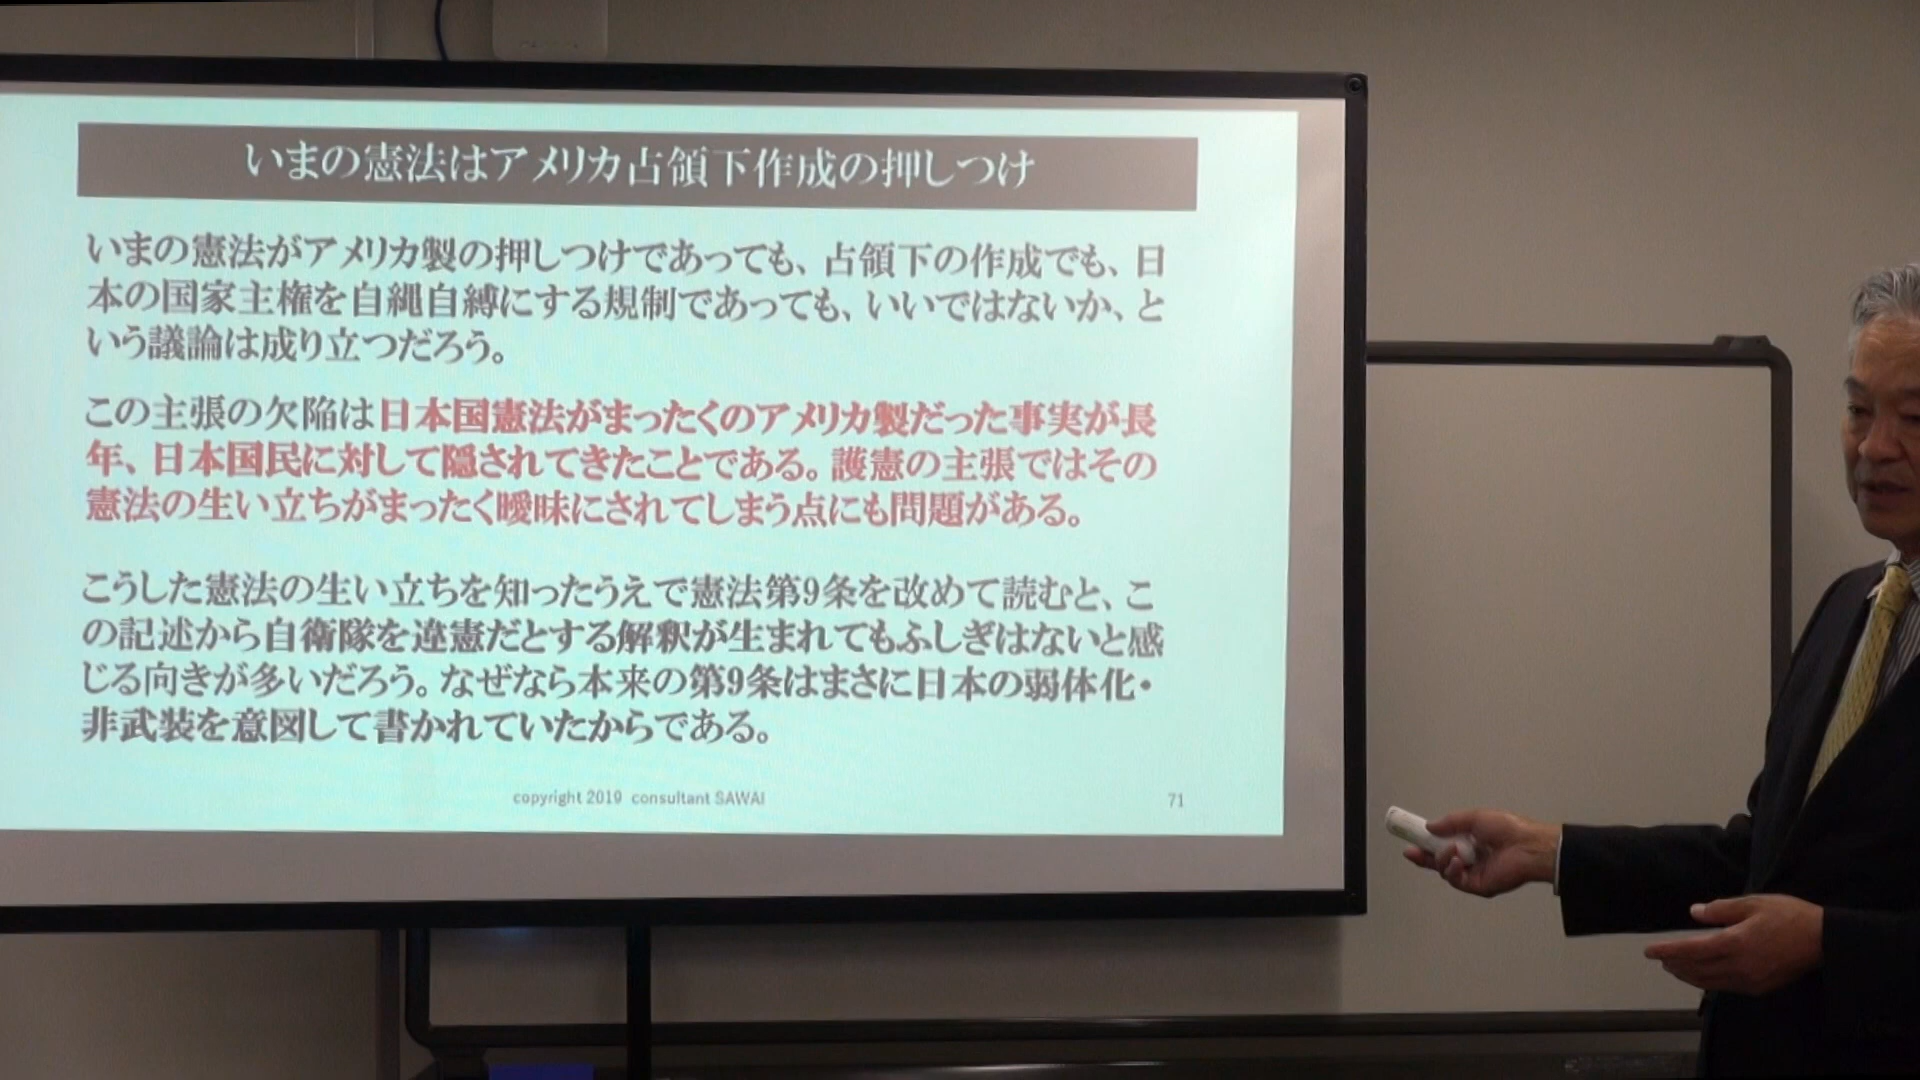 いまの憲法はアメリカ占領下作成の押しつけ
いまの憲法がアメリカ製の押しつけであっても、占領下の作成でも、日
本の国家主権を自縄自縛にする規制であっても、いいではないか、と
いう議論は成り立つだろう。
この主張の欠陥は日本国憲法がまったくのアメリカ製だった事実が長
年、日本国民に対して隠されてきたことである。護憲の主張ではその
憲法の生い立ちがまったく曖昧にされてしまう点にも問題がある。
こうした憲法の生い立ちを知ったうえで憲法第9条を改めて読むと、こ
の記述から自衛隊を違憲だとする解釈が生まれてもふしぎはないと感
じる向きが多いだろう。なぜなら本来の第9条はまさに日本の弱体化・
非武装を意図して書かれていたからである。
copyright 2019 consultant SAWAI
71